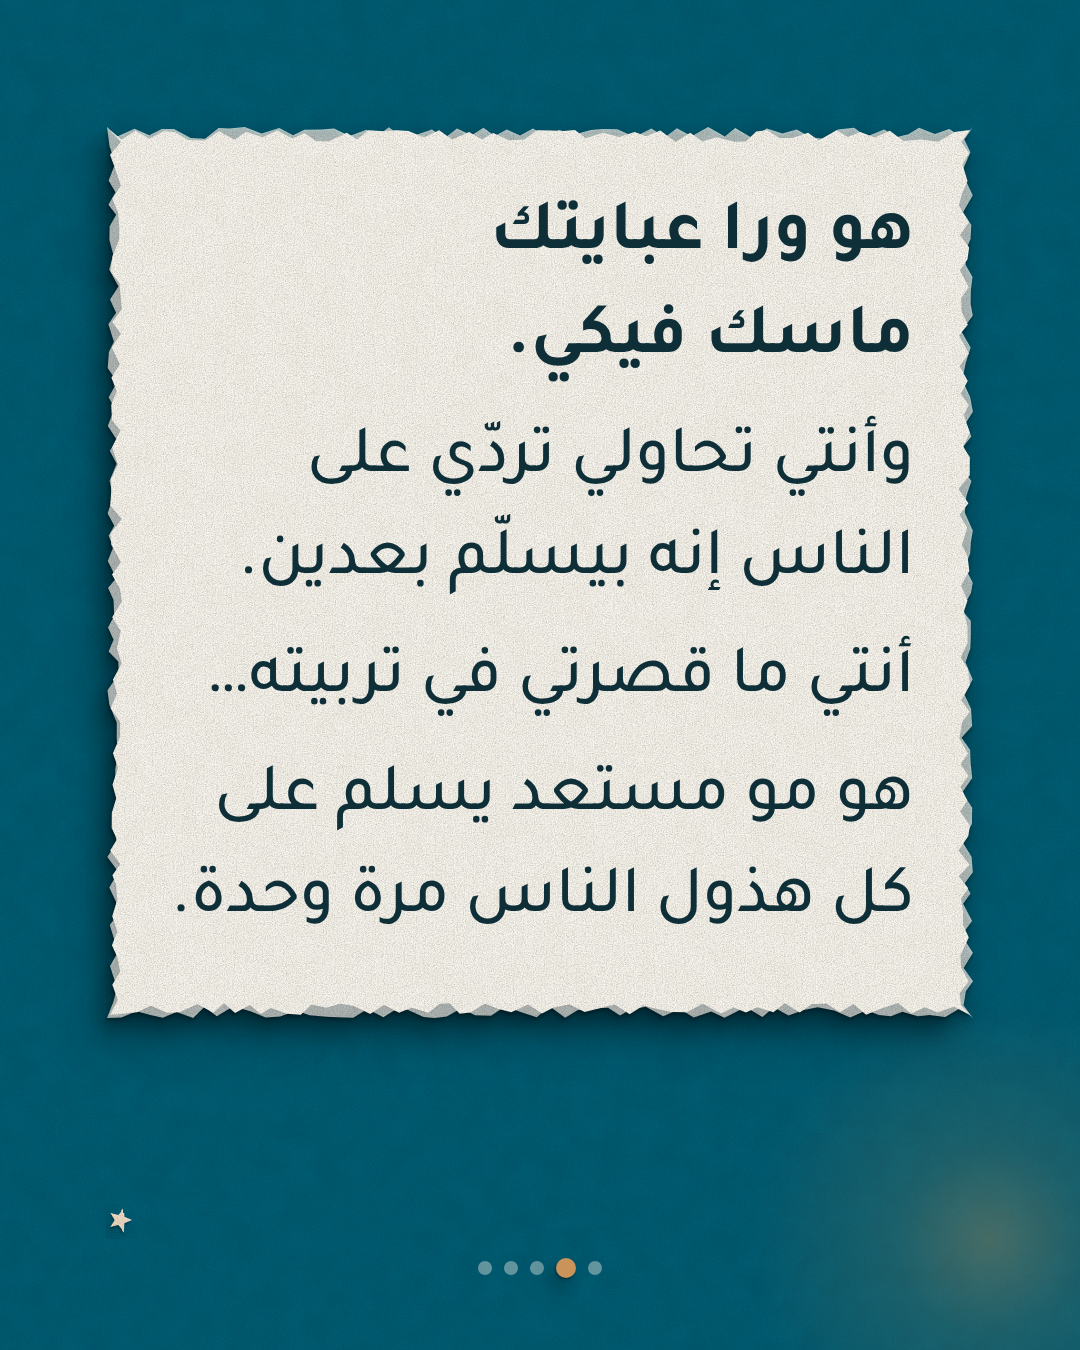 هو ورا عبايتك
ماسك فيكي.
وأنتي تحاولي تردّي على
الناس إنه بيسلّم بعدين.
أنتي ما قصرتي في تربيته...
هو مو مستعد يسلم على
كل هذول الناس مرة وحدة.